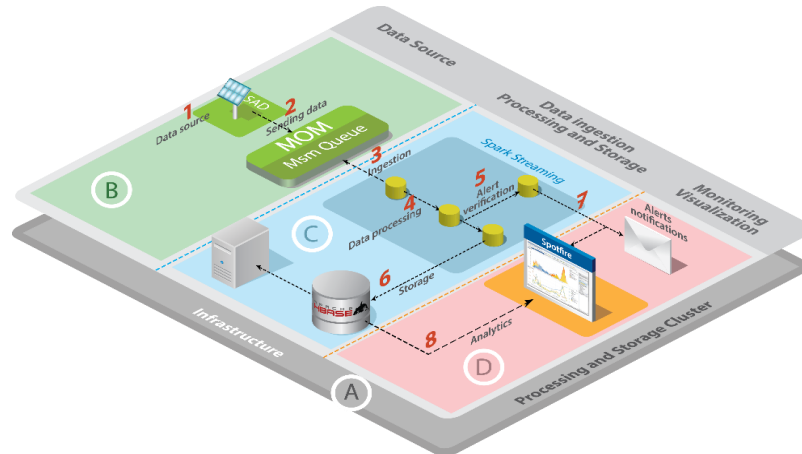 Data Source
Data ingestion
Processing and Storage
Monitoring
Visualization
1
Data source
SAD
2
Sending data
MOM
Msm Queue
B
3
Ingestion
Spark Streaming
4
Data processing
5
Alert
verification
7
Alerts
notifications
C
Spotfire
6
Storage
APACHE
HBASE
8
Analytics
D
Infrastructure
A
Processing and Storage Cluster